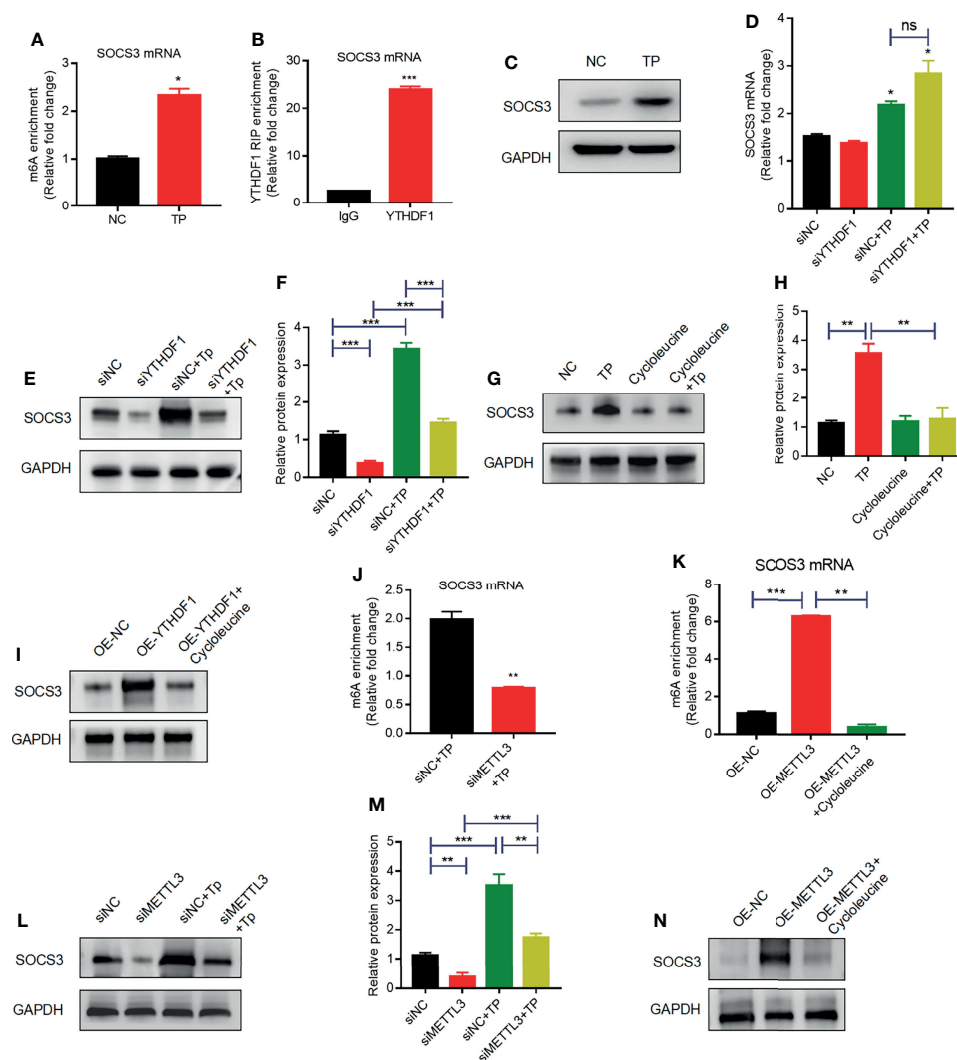 A
SOCS3 mRNA
m6A enrichment
(Relative fold change)
3
2
1
0
*
NC
TP
B
SOCS3 mRNA
YTHDF1 RIP enrichment
(Relative fold change)
30
20
10
0
***
IgG
YTHDF1
C
NC
TP
SOCS3
GAPDH
D
SOCS3 mRNA
(Relative fold change)
4
3
2
1
0
ns
*
*
siNC
siYTHDF1
siNC+TP
siYTHDF1+TP
E
siNC
siYTHDF1
siNC+Tp
siYTHDF1
+Tp
SOCS3
GAPDH
F
Relative protein expression
4
3
2
1
0
***
***
***
***
siNC
siYTHDF1
siNC+TP
siYTHDF1+TP
G
NC
TP
Cycloleucine
Cycloleucine
+Tp
SOCS3
GAPDH
H
Relative protein expression
5
4
3
2
1
0
**
**
NC
TP
Cycloleucine
Cycloleucine+TP
I
OE-NC
OE-YTHDF1
OE-YTHDF1+
Cycloleucine
SOCS3
GAPDH
J
SOCS3 mRNA
m6A enrichment
(Relative fold change)
2.5
2.0
1.5
1.0
0.5
0.0
**
siNC+TP
siMETTL3
+TP
K
SCOS3 mRNA
m6A enrichment
(Relative fold change)
6
4
2
0
***
**
OE-NC
OE-METTL3
OE-METTL3
+Cycloleucine
L
siNC
siMETTL3
siNC+Tp
siMETTL3
+Tp
SOCS3
GAPDH
M
Relative protein expression
5
4
3
2
1
0
***
***
**
**
siNC
siMETTL3
siNC+TP
siMETTL3+TP
N
OE-NC
OE-METTL3
OE-METTL3+
Cycloleucine
SOCS3
GAPDH